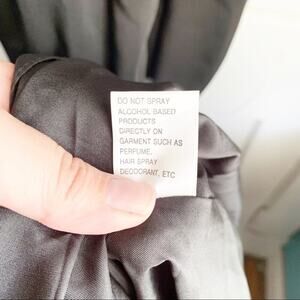 DO NOT SPRAY
ALCOHOL BASED
PRODUCTS
DIRECTLY ON
GARMENT SUCH AS
PERFUME,
HAIR SPRAY
DEODORANT, ETC